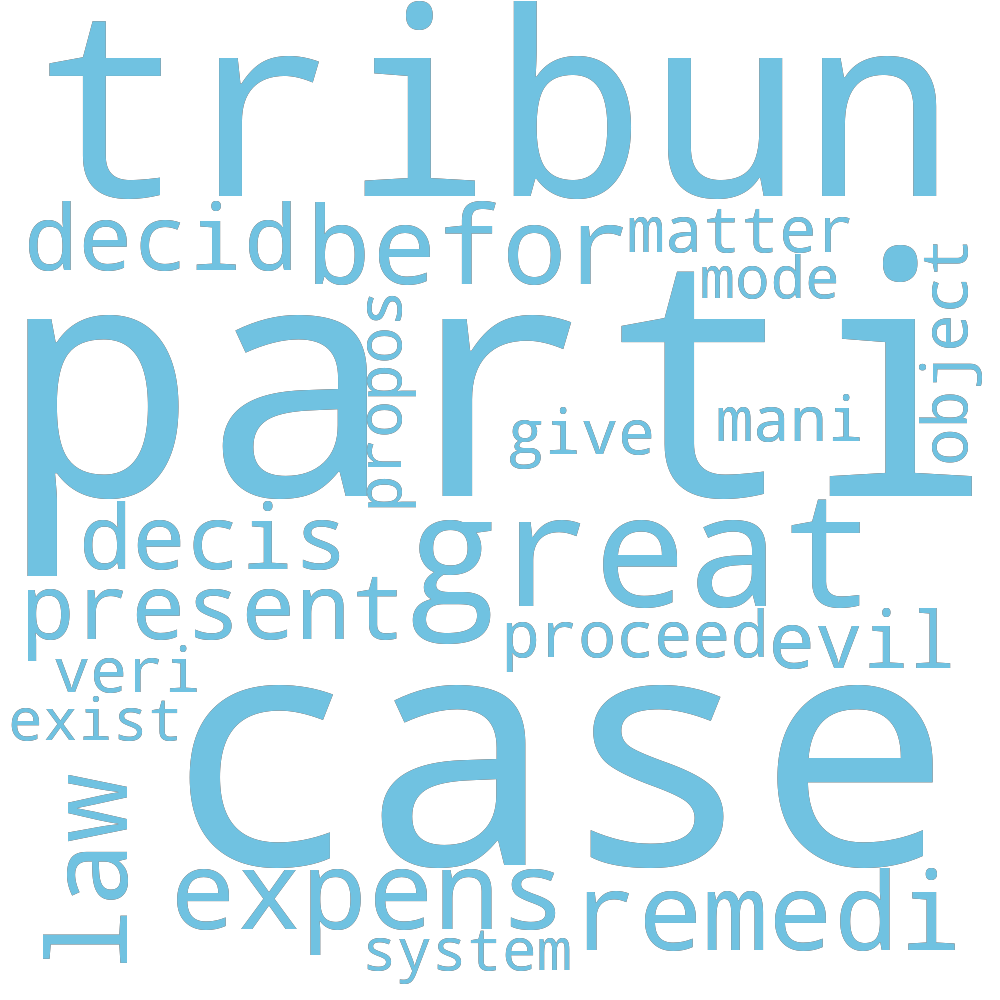 tribun
decid befor matter
mode
object
parti
propos
give mani
decis great
present
proceed evil
veri
exist
case
law
expens remedi
system